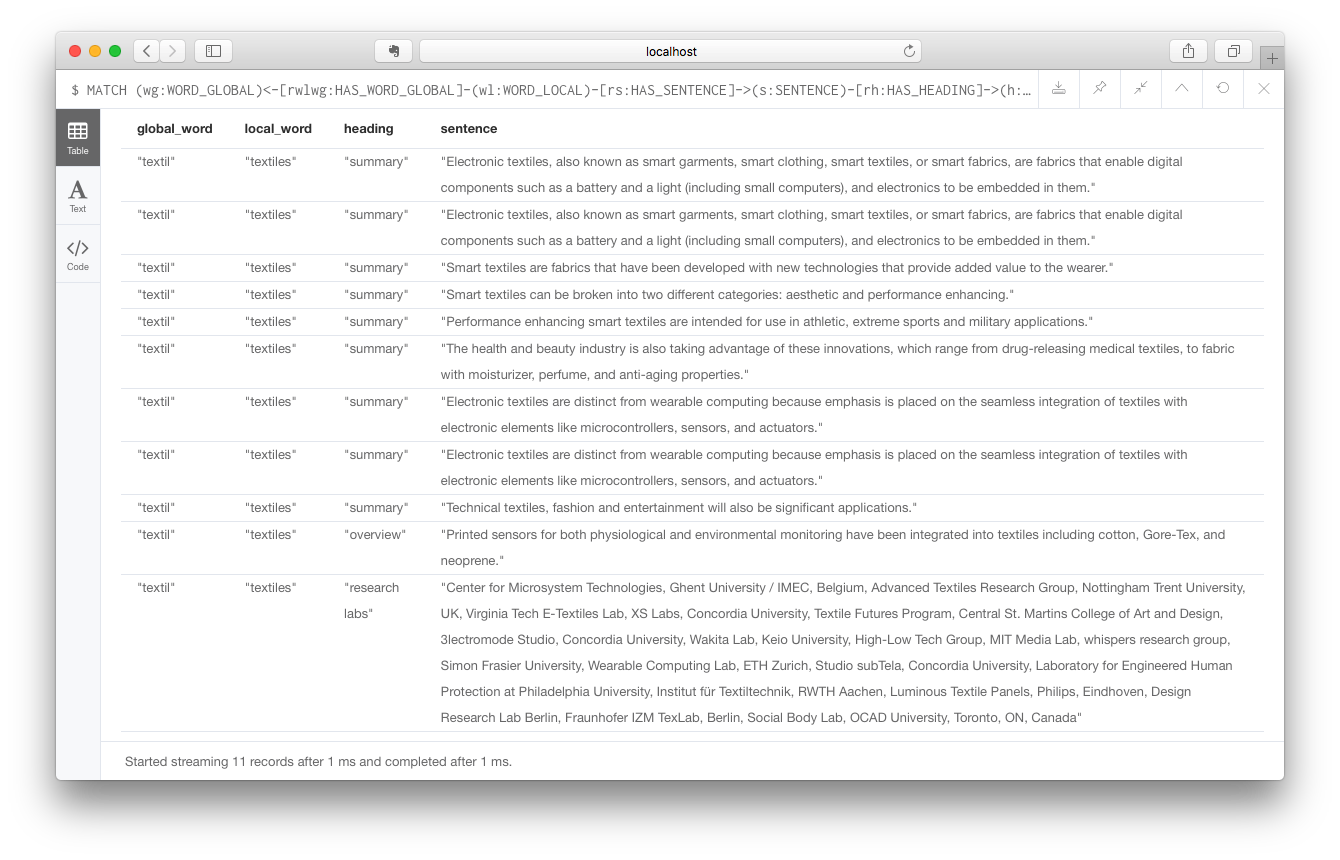 localhost
$ MATCH (wg:WORD_GLOBAL)<-[rwlwg:HAS_WORD_GLOBAL]-(wl:WORD_LOCAL)-[rs:HAS_SENTENCE]->(s:SENTENCE)-[rh:HAS_HEADING]->(h:…
Table
A
Text
</>
Code
global_word local_word heading sentence
"textil" "textiles" "summary" "Electronic textiles, also known as smart garments, smart clothing, smart textiles, or smart fabrics, are fabrics that enable digital
components such as a battery and a light (including small computers), and electronics to be embedded in them."
"textil" "textiles" "summary" "Electronic textiles, also known as smart garments, smart clothing, smart textiles, or smart fabrics, are fabrics that enable digital
components such as a battery and a light (including small computers), and electronics to be embedded in them."
"textil" "textiles" "summary" "Smart textiles are fabrics that have been developed with new technologies that provide added value to the wearer."
"textil" "textiles" "summary" "Smart textiles can be broken into two different categories: aesthetic and performance enhancing."
"textil" "textiles" "summary" "Performance enhancing smart textiles are intended for use in athletic, extreme sports and military applications."
"textil" "textiles" "summary" "The health and beauty industry is also taking advantage of these innovations, which range from drug-releasing medical textiles, to fabric
with moisturizer, perfume, and anti-aging properties."
"textil" "textiles" "summary" "Electronic textiles are distinct from wearable computing because emphasis is placed on the seamless integration of textiles with
electronic elements like microcontrollers, sensors, and actuators."
"textil" "textiles" "summary" "Electronic textiles are distinct from wearable computing because emphasis is placed on the seamless integration of textiles with
electronic elements like microcontrollers, sensors, and actuators."
"textil" "textiles" "summary" "Technical textiles, fashion and entertainment will also be significant applications."
"textil" "textiles" "overview" "Printed sensors for both physiological and environmental monitoring have been integrated into textiles including cotton, Gore-Tex, and
neoprene."
"textil" "textiles" "research "Center for Microsystem Technologies, Ghent University / IMEC, Belgium, Advanced Textiles Research Group, Nottingham Trent University,
labs" UK, Virginia Tech E-Textiles Lab, XS Labs, Concordia University, Textile Futures Program, Central St. Martins College of Art and Design,
3lectromode Studio, Concordia University, Wakita Lab, Keio University, High-Low Tech Group, MIT Media Lab, whispers research group,
Simon Frasier University, Wearable Computing Lab, ETH Zurich, Studio subTela, Concordia University, Laboratory for Engineered Human
Protection at Philadelphia University, Institut für Textiltechnik, RWTH Aachen, Luminous Textile Panels, Philips, Eindhoven, Design
Research Lab Berlin, Fraunhofer IZM TexLab, Berlin, Social Body Lab, OCAD University, Toronto, ON, Canada"
Started streaming 11 records after 1 ms and completed after 1 ms.